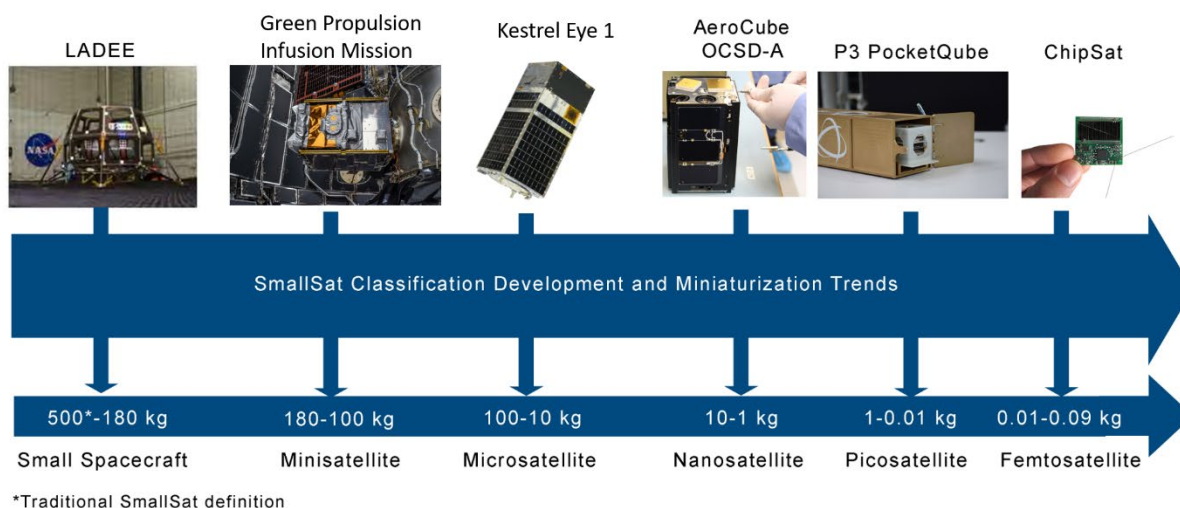 LADEE
Green Propulsion
Infusion Mission
Kestrel Eye 1
AeroCube
OCSD-A
P3 PocketQube
ChipSat
NASA
SmallSat Classification Development and Miniaturization Trends
500*-180 kg
180-100 kg
100-10 kg
10-1 kg
1-0.01 kg
0.01-0.09 kg
Small Spacecraft
Minisatellite
Microsatellite
Nanosatellite
Picosatellite
Femtosatellite
*Traditional SmallSat definition